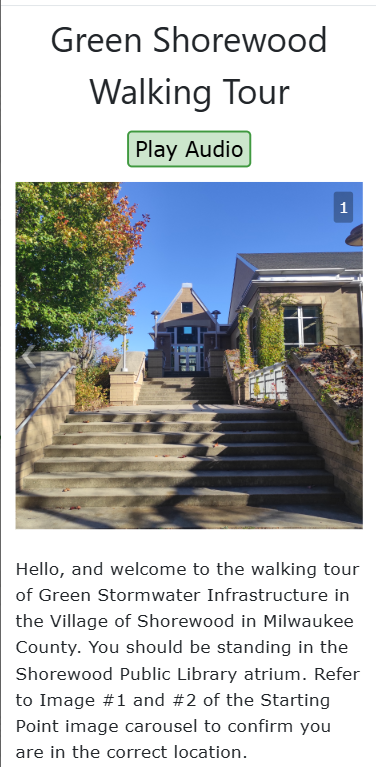 Green Shorewood
Walking Tour
Play Audio
1
Hello, and welcome to the walking tour
of Green Stormwater Infrastructure in
the Village of Shorewood in Milwaukee
County. You should be standing in the
Shorewood Public Library atrium. Refer
to Image #1 and #2 of the Starting
Point image carousel to confirm you
are in the correct location.